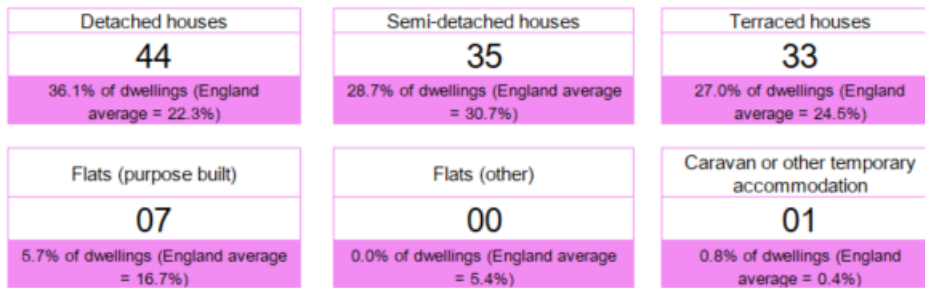 Detached houses
44
36.1% of dwellings (England
average = 22.3%)
Semi-detached houses
35
28.7% of dwellings (England average
= 30.7%)
Terraced houses
33
27.0% of dwellings (England
average = 24.5%)
Flats (purpose built)
07
5.7% of dwellings (England average
= 16.7%)
Flats (other)
00
0.0% of dwellings (England average
= 5.4%)
Caravan or other temporary
accommodation
01
0.8% of dwellings (England
average = 0.4%)